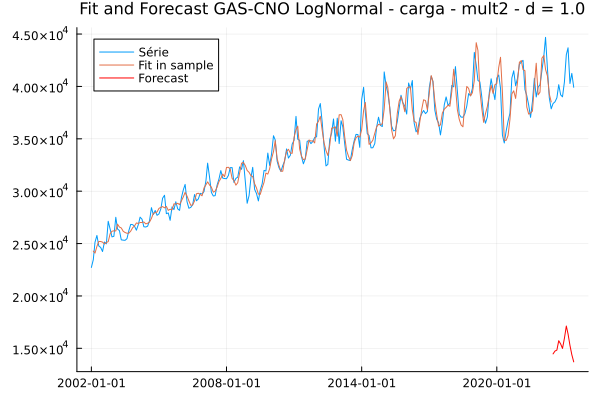 Fit and Forecast GAS-CNO LogNormal - carga - mult2 - d = 1.0
4.50×10⁴
4.00×10⁴
3.50×10⁴
3.00×10⁴
2.50×10⁴
2.00×10⁴
1.50×10⁴
Série
Fit in sample
Forecast
2002-01-01 2008-01-01 2014-01-01 2020-01-01